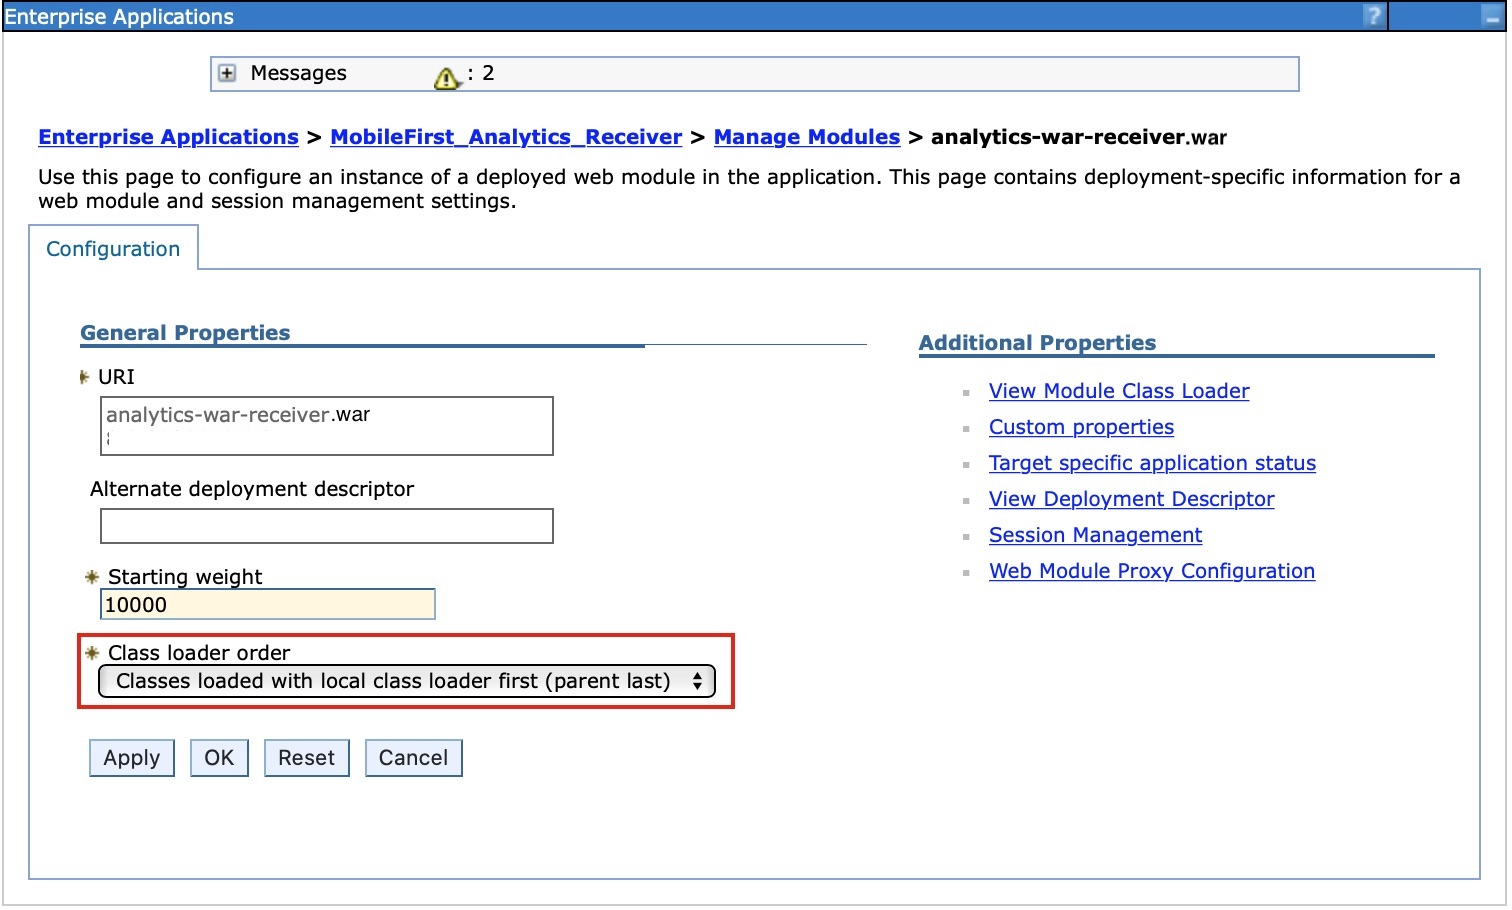 Enterprise Applications
?
Messages : 2
Enterprise Applications > MobileFirst_Analytics_Receiver > Manage Modules > analytics-war-receiver.war
Use this page to configure an instance of a deployed web module in the application. This page contains deployment-specific information for a
web module and session management settings.
Configuration
General Properties
URI
analytics-war-receiver.war
Alternate deployment descriptor
Starting weight
10000
Class loader order
Classes loaded with local class loader first (parent last)
Apply OK Reset Cancel
Additional Properties
View Module Class Loader
Custom properties
Target specific application status
View Deployment Descriptor
Session Management
Web Module Proxy Configuration